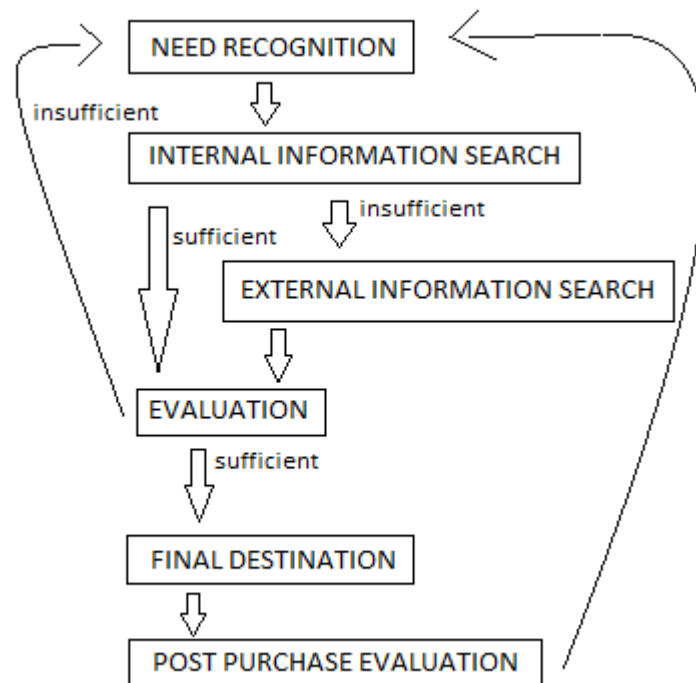 NEED RECOGNITION
insufficient
INTERNAL INFORMATION SEARCH
insufficient
sufficient
EXTERNAL INFORMATION SEARCH
EVALUATION
sufficient
FINAL DESTINATION
POST PURCHASE EVALUATION